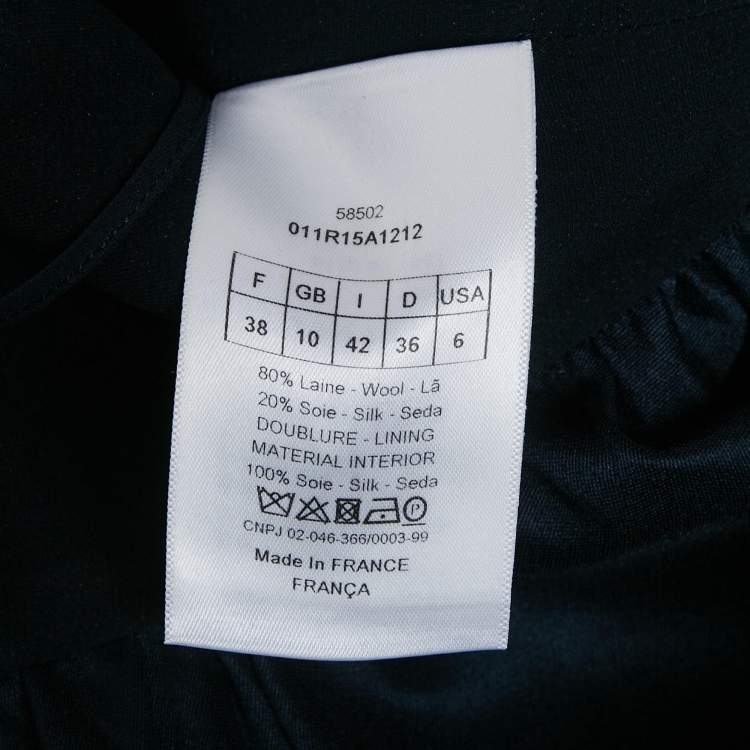 58502
011R15A1212
F GB I D USA
38 10 42 36 6
80% Laine - Wool - Lã
20% Soie - Silk - Seda
DOUBLURE - LINING
MATERIAL INTERIOR
100% Soie - Silk - Seda
P
CNPJ 02-046-366/0003-99
Made In FRANCE
FRANÇA